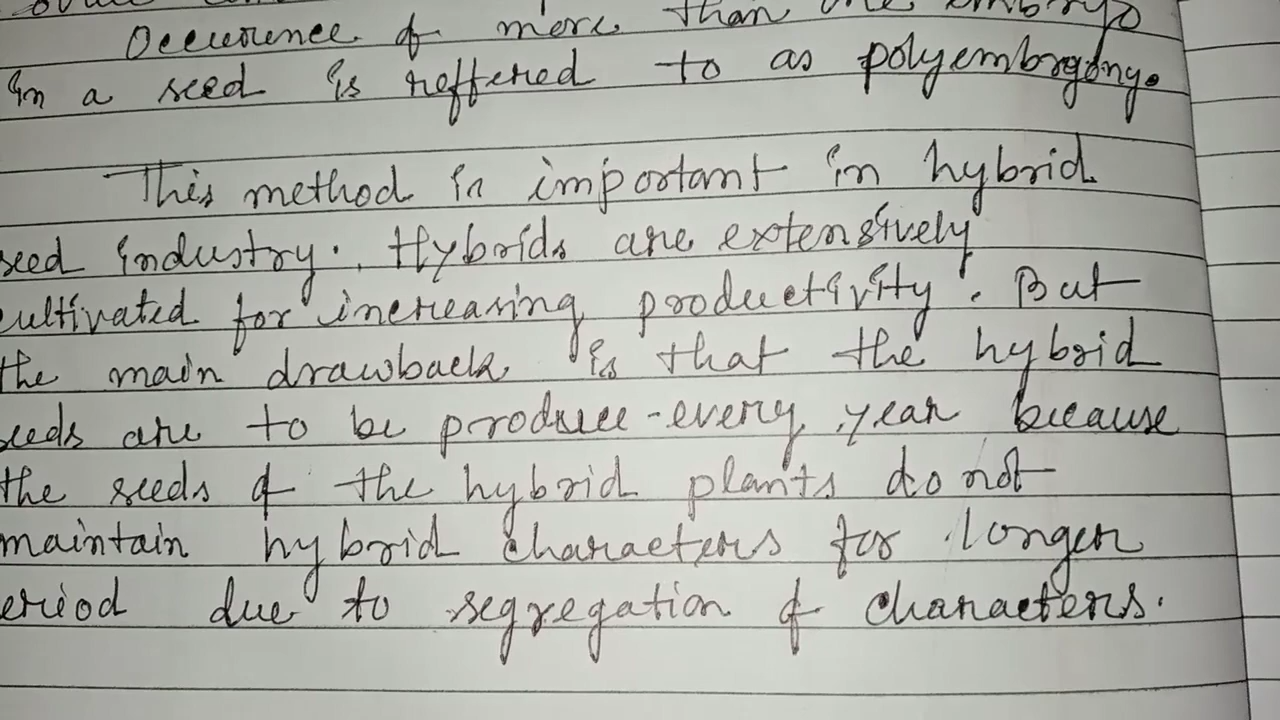 Occurence of more than one embryo
in a seed is reffered to as polyembryony.
This method is important in hybrid
seed industry. Hybrids are extensively
cultivated for increasing productivity. But
the main drawback is that the hybrid
seeds are to be produce every year because
the seeds of the hybrid plants do not
maintain hybrid characters for longer
eriod due to segregation of characters.